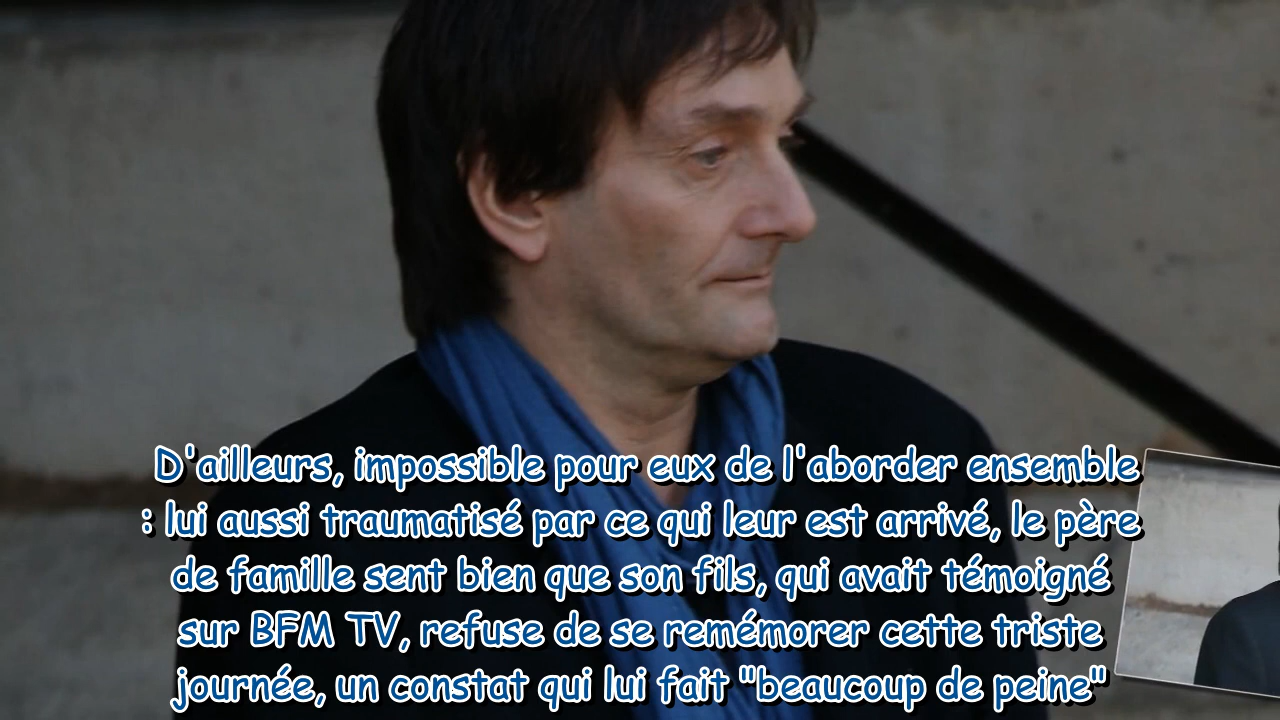 D'ailleurs, impossible pour eux de l'aborder ensemble
: lui aussi traumatisé par ce qui leur est arrivé, le père
de famille sent bien que son fils, qui avait témoigné
sur BFM TV, refuse de se remémorer cette triste
journée, un constat qui lui fait "beaucoup de peine"